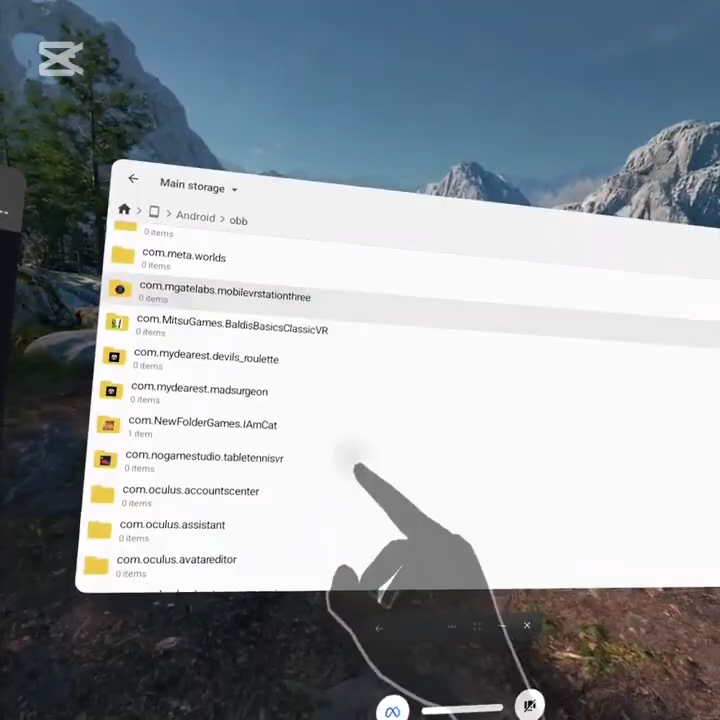 Main storage
Android > obb
0 items
com.meta.worlds
0 items
com.mgatelabs.mobilevrstationthree
0 items
com.MitsuGames.BaldisBasicsClassicVR
0 items
com.mydearest.devils_roulette
0 items
com.mydearest.madsurgeon
0 items
com.NewFolderGames.IAmCat
1 item
com.nogamestudio.tabletennisvr
0 items
com.oculus.accountscenter
0 items
com.oculus.assistant
0 items
com.oculus.avatareditor
0 items